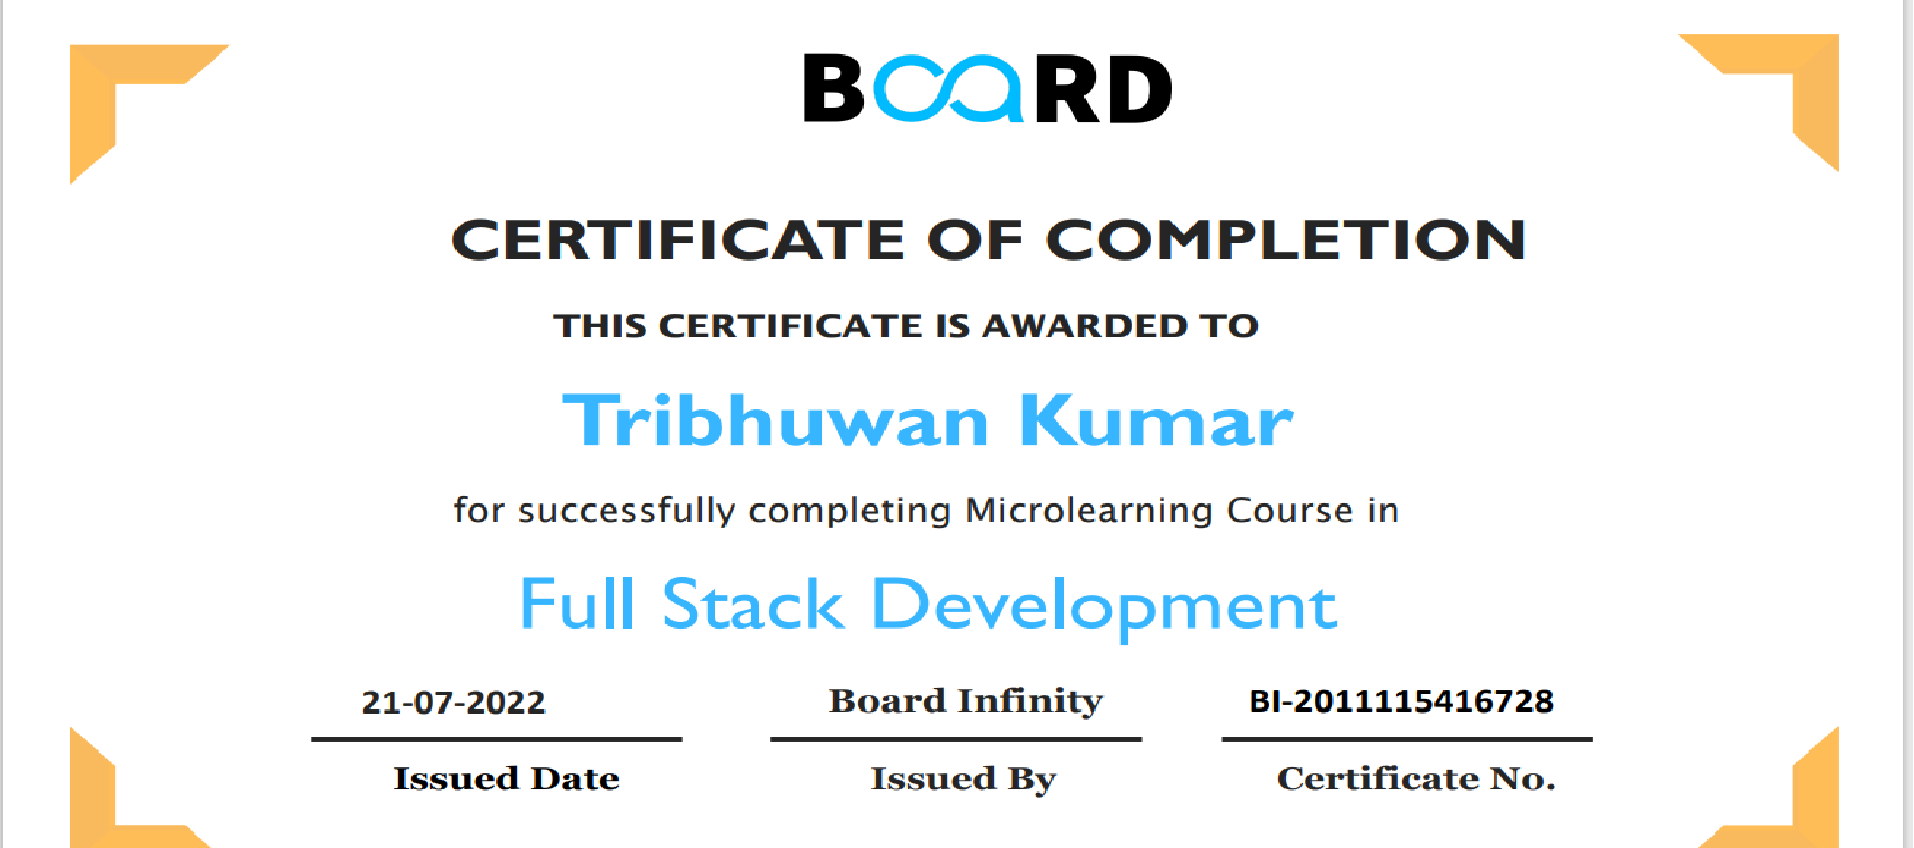 BOARD
CERTIFICATE OF COMPLETION
THIS CERTIFICATE IS AWARDED TO
Tribhuwan Kumar
for successfully completing Microlearning Course in
Full Stack Development
21-07-2022 Board Infinity BI-2011115416728
Issued Date Issued By Certificate No.